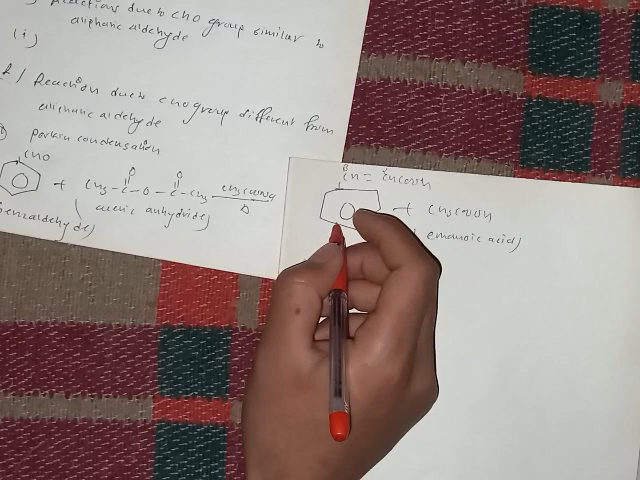 Reactions due to CHO group similar to
aliphatic aldehyde
(i)
2) Reaction due to CHO group different from
aliphatic aldehyde
Perkin condensation
CHO
O O
+ CH3-C-O-C-CH3 CH3COONa
Δ
(acetic anhydride)
benzaldehyde)
CH = CHCOOH
+ CH3COOH
emanoic acid)